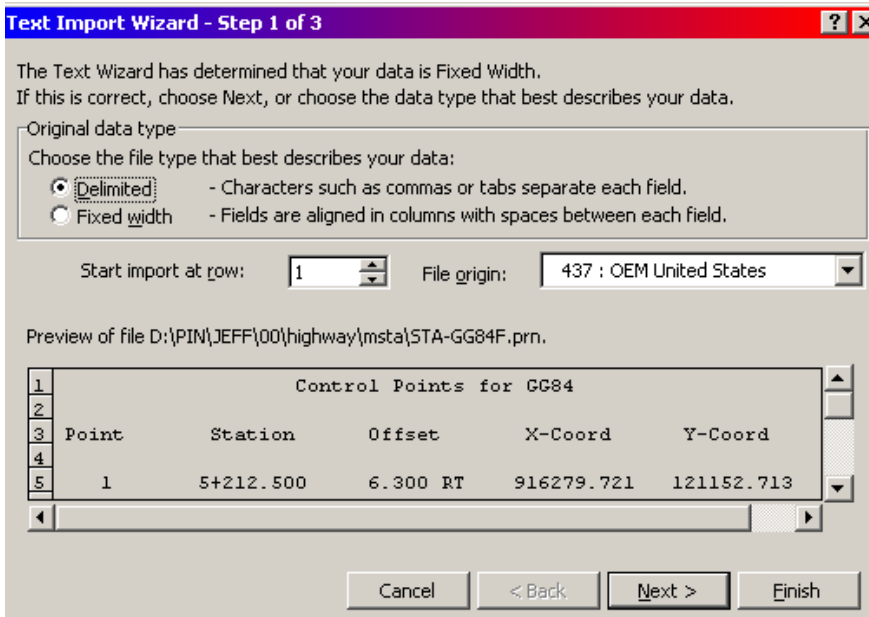 Text Import Wizard - Step 1 of 3
The Text Wizard has determined that your data is Fixed Width.
If this is correct, choose Next, or choose the data type that best describes your data.
Original data type
Choose the file type that best describes your data:
Delimited - Characters such as commas or tabs separate each field.
Fixed width - Fields are aligned in columns with spaces between each field.
Start import at row: 1 File origin: 437 : OEM United States
Preview of file D:\PIN\JEFF\00\highway\msta\STA-GG84F.prn.
1 Control Points for GG84
2
3 Point Station Offset X-Coord Y-Coord
4
5 1 5+212.500 6.300 RT 916279.721 121152.713
Cancel < Back Next > Finish